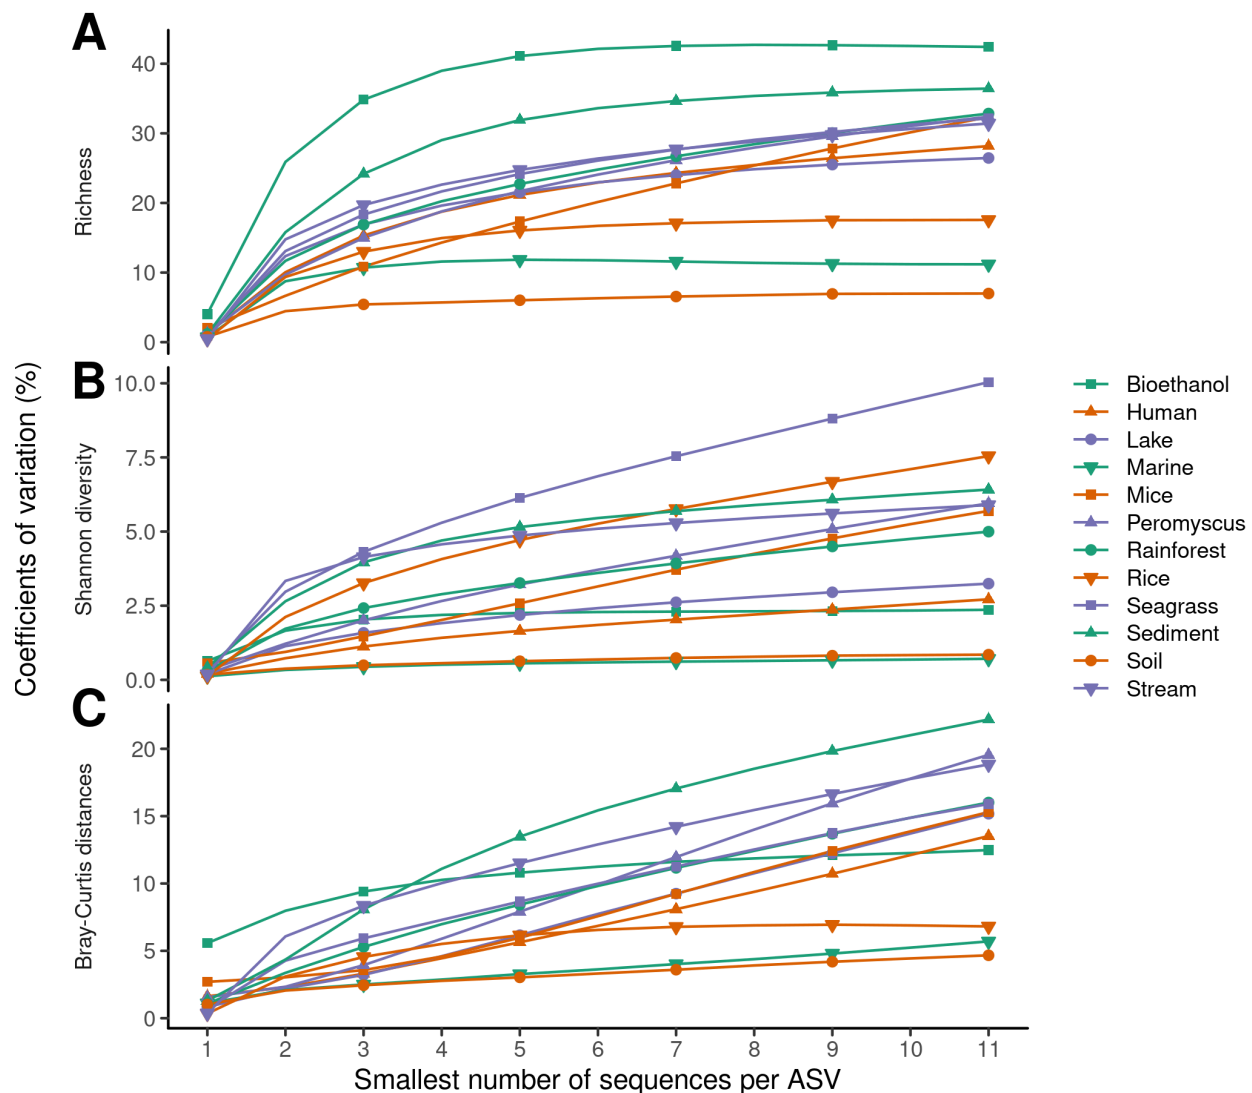 A
40
30
20
10
0
Richness
B
10.0
7.5
5.0
2.5
0.0
Shannon diversity
Coefficients of variation (%)
C
20
15
10
5
0
Bray-Curtis distances
1 2 3 4 5 6 7 8 9 10 11
Smallest number of sequences per ASV
Bioethanol
Human
Lake
Marine
Mice
Peromyscus
Rainforest
Rice
Seagrass
Sediment
Soil
Stream